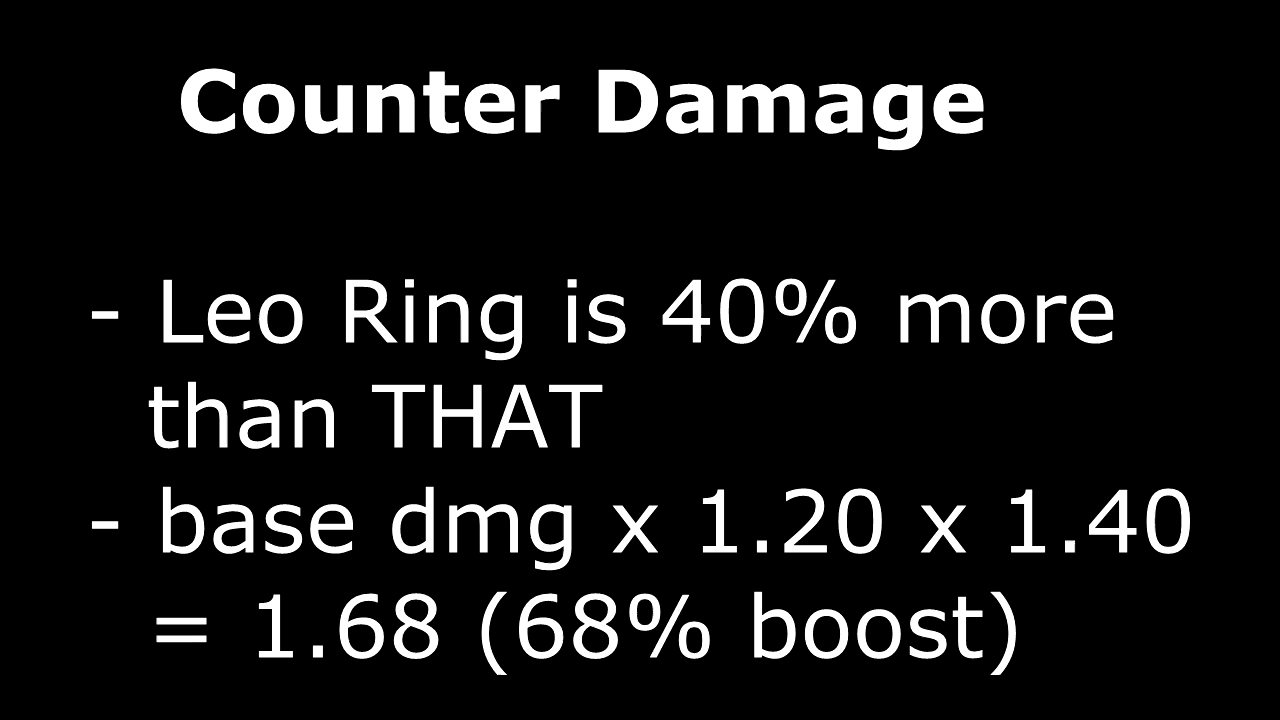 Counter Damage
- Leo Ring is 40% more
than THAT
- base dmg x 1.20 x 1.40
= 1.68 (68% boost)